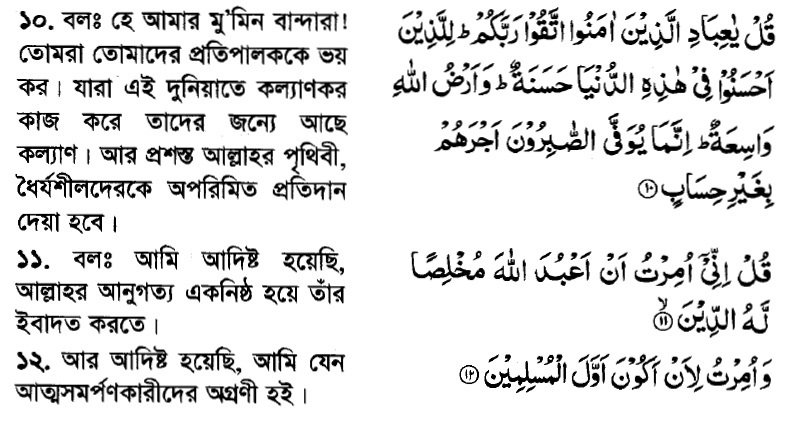 ১০. বলঃ হে আমার মু’মিন বান্দারা!
তোমরা তোমাদের প্রতিপালককে ভয়
কর। যারা এই দুনিয়াতে কল্যাণকর
কাজ করে তাদের জন্যে আছে
কল্যাণ। আর প্রশস্ত আল্লাহর পৃথিবী,
ধৈর্যশীলদেরকে অপরিমিত প্রতিদান
দেয়া হবে।
১১. বলঃ আমি আদিষ্ট হয়েছি,
আল্লাহর আনুগত্য একনিষ্ঠ হয়ে তাঁর
ইবাদত করতে।
১২. আর আদিষ্ট হয়েছি, আমি যেন
আত্মসমর্পণকারীদের অগ্রণী হই।
قُلْ يٰعِبَادِ الَّذِيْنَ اٰمَنُوا اتَّقُوْا رَبَّكُمْ ؕ لِلَّذِيْنَ
اَحْسَنُوْا فِيْ هٰذِهِ الدُّنْيَا حَسَنَةٌ ؕ وَاَرْضُ اللّٰهِ
وَاسِعَةٌ ؕ اِنَّمَا يُوَفَّى الصّٰبِرُوْنَ اَجْرَهُمْ
بِغَيْرِ حِسَابٍ ۝۱۰
قُلْ اِنِّيْۤ اُمِرْتُ اَنْ اَعْبُدَ اللّٰهَ مُخْلِصًا
لَّهُ الدِّيْنَ ۙ۝۱۱
وَاُمِرْتُ لِاَنْ اَكُوْنَ اَوَّلَ الْمُسْلِمِيْنَ ۝۱۲